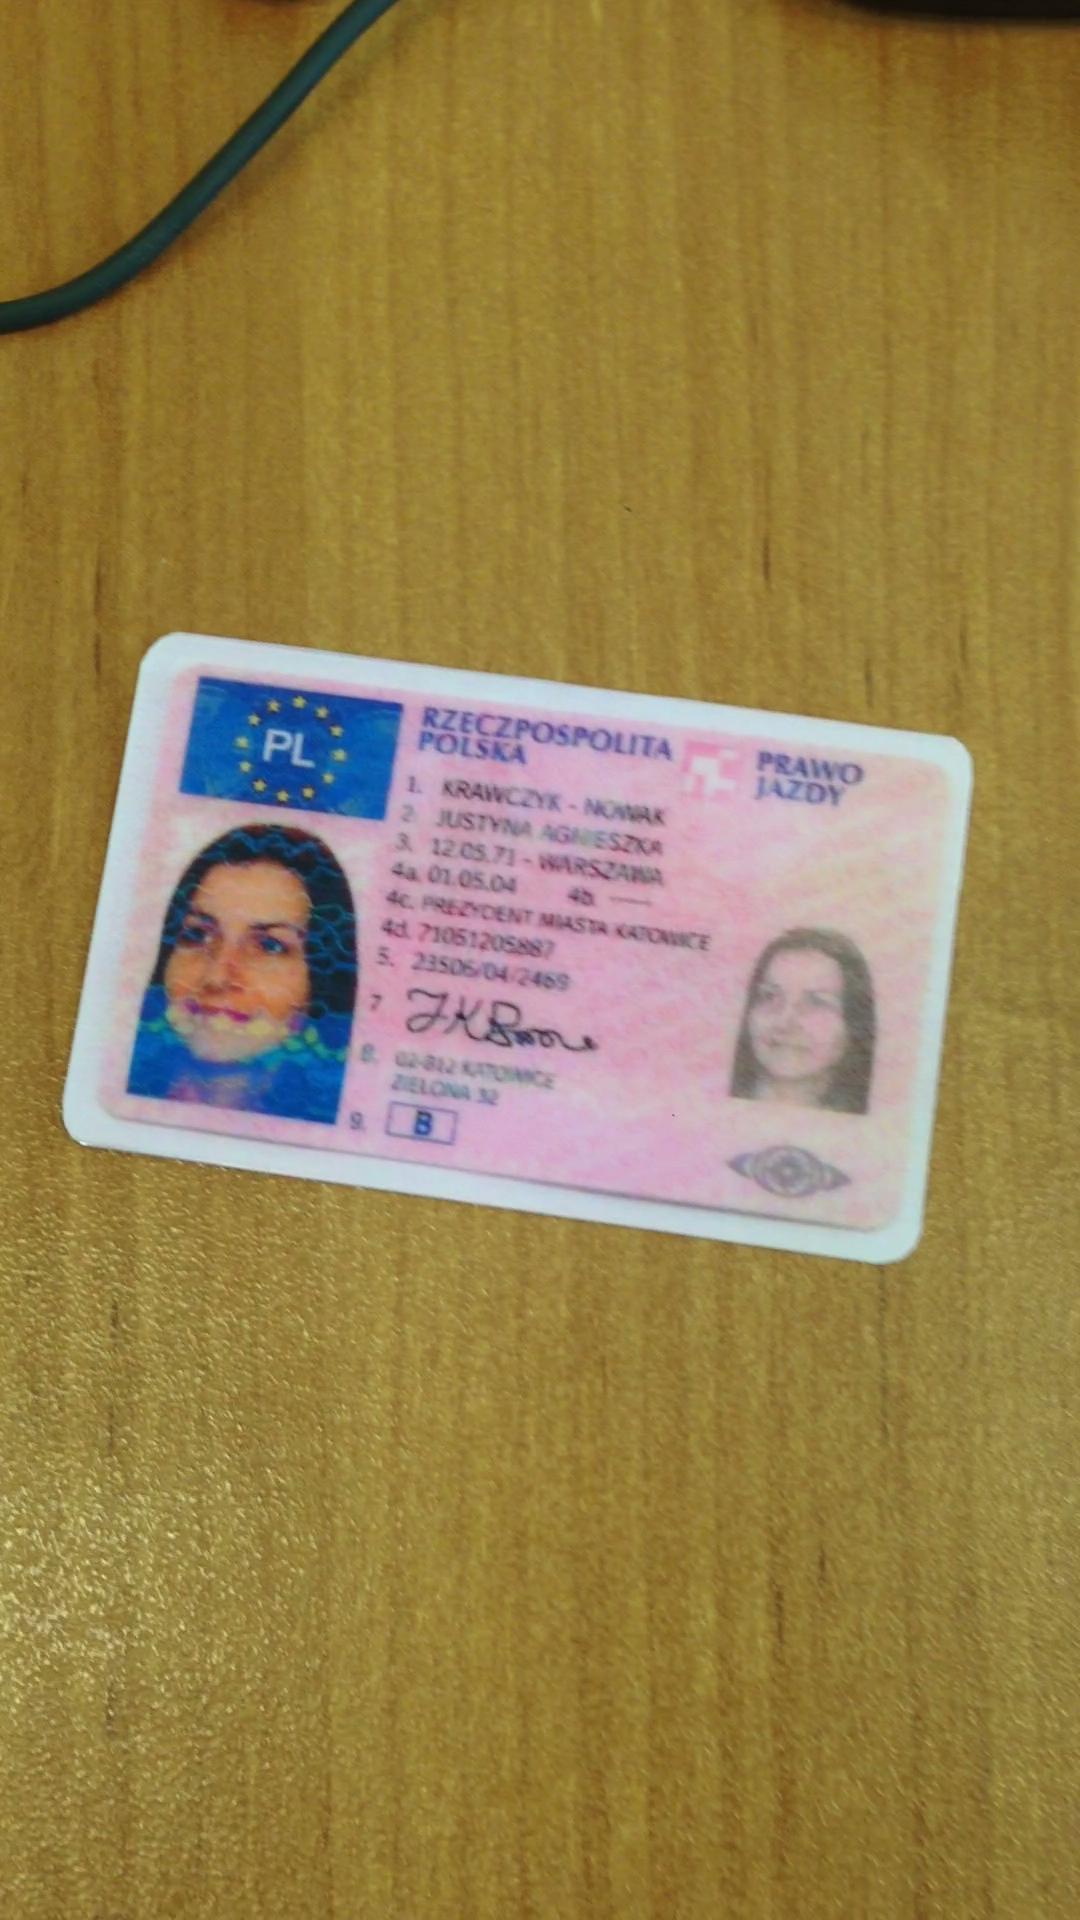 PL
RZECZPOSPOLITA
POLSKA
PRAWO
JAZDY
1. KRAWCZYK - NOWAK
2. JUSTYNA AGNIESZKA
3. 12.05.71 - WARSZAWA
4a. 01.05.04 4b. -----
4c. PREZYDENT MIASTA KATOWICE
4d. 71051205887
5. 23506/04/2469
7
8. 02-812 KATOWICE
ZIELONA 32
9. B